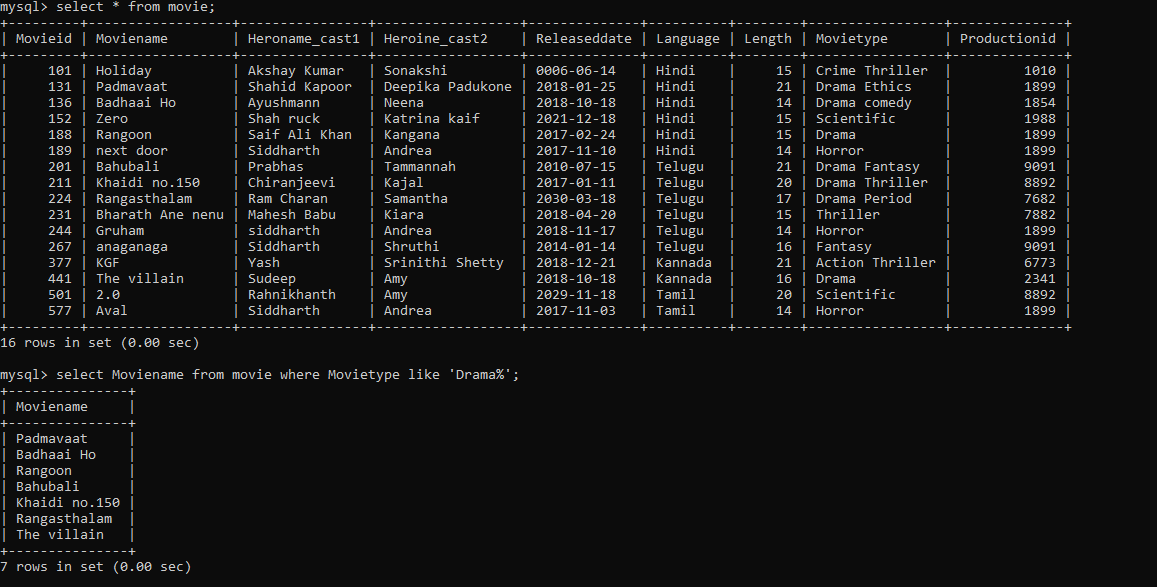 mysql> select * from movie;
+---------+------------------+----------------+------------------+--------------+----------+--------+-----------------+--------------+
| Movieid | Moviename        | Heroname_cast1 | Heroine_cast2    | Releaseddate | Language | Length | Movietype       | Productionid |
+---------+------------------+----------------+------------------+--------------+----------+--------+-----------------+--------------+
|     101 | Holiday          | Akshay Kumar   | Sonakshi         | 0006-06-14   | Hindi    |     15 | Crime Thriller  |         1010 |
|     131 | Padmavaat        | Shahid Kapoor  | Deepika Padukone | 2018-01-25   | Hindi    |     21 | Drama Ethics    |         1899 |
|     136 | Badhaai Ho       | Ayushmann      | Neena            | 2018-10-18   | Hindi    |     14 | Drama comedy    |         1854 |
|     152 | Zero             | Shah ruck      | Katrina kaif     | 2021-12-18   | Hindi    |     15 | Scientific      |         1988 |
|     188 | Rangoon          | Saif Ali Khan  | Kangana          | 2017-02-24   | Hindi    |     15 | Drama           |         1899 |
|     189 | next door        | Siddharth      | Andrea           | 2017-11-10   | Hindi    |     14 | Horror          |         1899 |
|     201 | Bahubali         | Prabhas        | Tammannah        | 2010-07-15   | Telugu   |     21 | Drama Fantasy   |         9091 |
|     211 | Khaidi no.150    | Chiranjeevi    | Kajal            | 2017-01-11   | Telugu   |     20 | Drama Thriller  |         8892 |
|     224 | Rangasthalam     | Ram Charan     | Samantha         | 2030-03-18   | Telugu   |     17 | Drama Period    |         7682 |
|     231 | Bharath Ane nenu | Mahesh Babu    | Kiara            | 2018-04-20   | Telugu   |     15 | Thriller        |         7882 |
|     244 | Gruham           | siddharth      | Andrea           | 2018-11-17   | Telugu   |     14 | Horror          |         1899 |
|     267 | anaganaga        | Siddharth      | Shruthi          | 2014-01-14   | Telugu   |     16 | Fantasy         |         9091 |
|     377 | KGF              | Yash           | Srinithi Shetty  | 2018-12-21   | Kannada  |     21 | Action Thriller |         6773 |
|     441 | The villain      | Sudeep         | Amy              | 2018-10-18   | Kannada  |     16 | Drama           |         2341 |
|     501 | 2.0              | Rahnikhanth    | Amy              | 2029-11-18   | Tamil    |     20 | Scientific      |         8892 |
|     577 | Aval             | Siddharth      | Andrea           | 2017-11-03   | Tamil    |     14 | Horror          |         1899 |
+---------+------------------+----------------+------------------+--------------+----------+--------+-----------------+--------------+
16 rows in set (0.00 sec)
mysql> select Moviename from movie where Movietype like 'Drama%';
+---------------+
| Moviename     |
+---------------+
| Padmavaat     |
| Badhaai Ho    |
| Rangoon       |
| Bahubali      |
| Khaidi no.150 |
| Rangasthalam  |
| The villain   |
+---------------+
7 rows in set (0.00 sec)